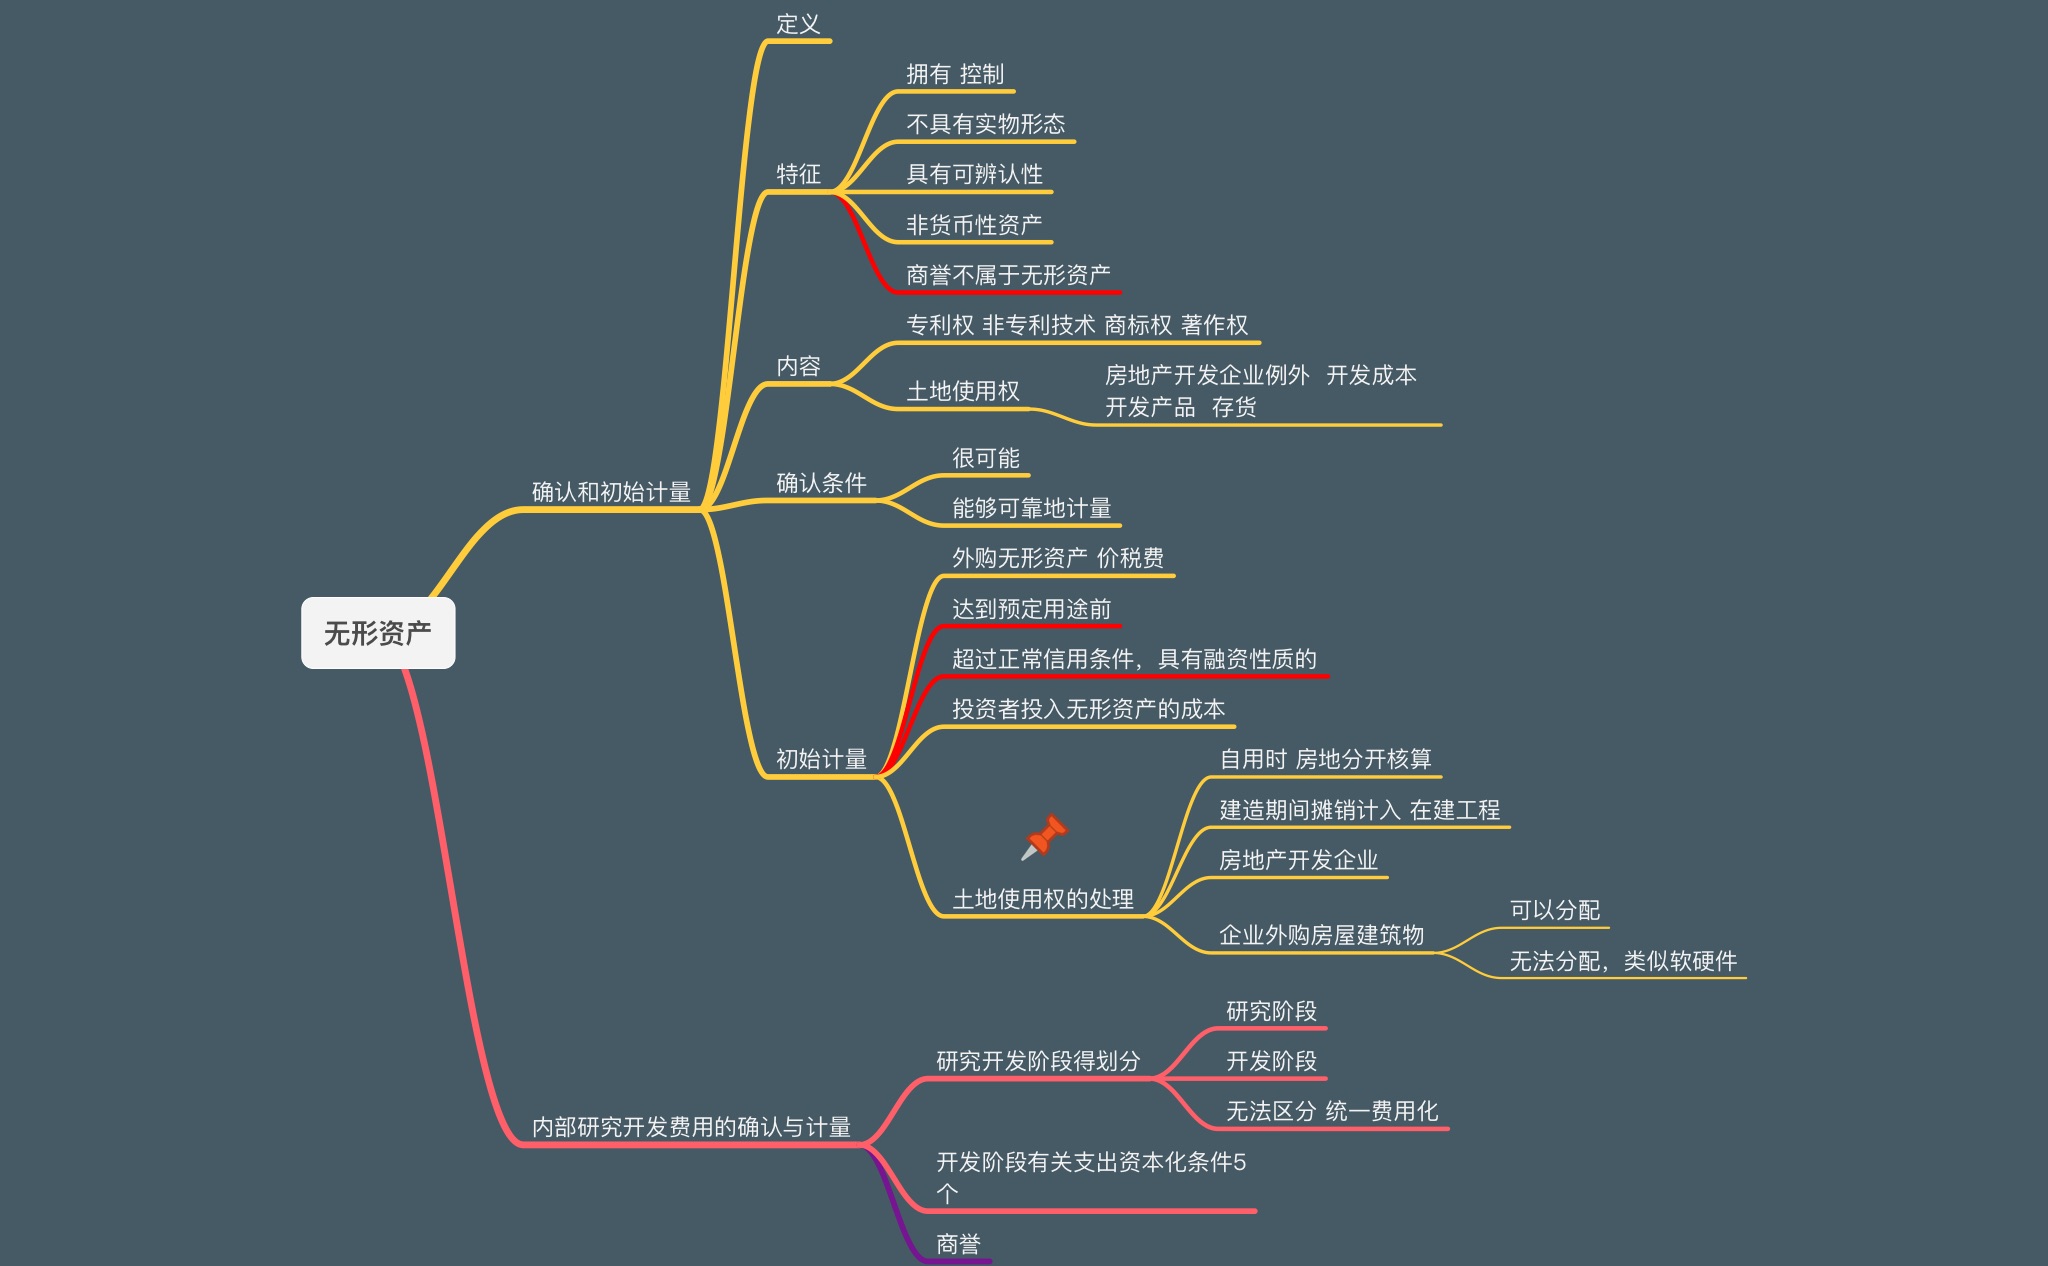 定义
拥有 控制
不具有实物形态
特征
具有可辨认性
非货币性资产
商誉不属于无形资产
专利权 非专利技术 商标权 著作权
内容
土地使用权
房地产开发企业例外  开发成本
开发产品  存货
确认和初始计量
确认条件
很可能
能够可靠地计量
外购无形资产 价税费
达到预定用途前
无形资产
超过正常信用条件，具有融资性质的
投资者投入无形资产的成本
初始计量
自用时 房地分开核算
建造期间摊销计入 在建工程
房地产开发企业
土地使用权的处理
企业外购房屋建筑物
可以分配
无法分配，类似软硬件
研究阶段
研究开发阶段得划分
开发阶段
无法区分 统一费用化
内部研究开发费用的确认与计量
开发阶段有关支出资本化条件5
个
商誉